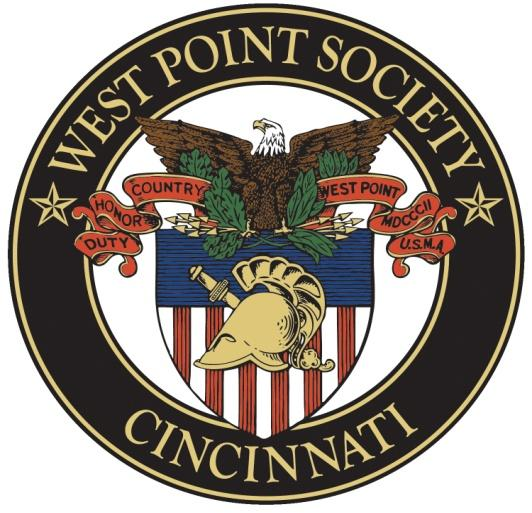 WEST POINT SOCIETY
DUTY
HONOR
COUNTRY
WEST POINT
MDCCCII
U.S.M.A.
CINCINNATI